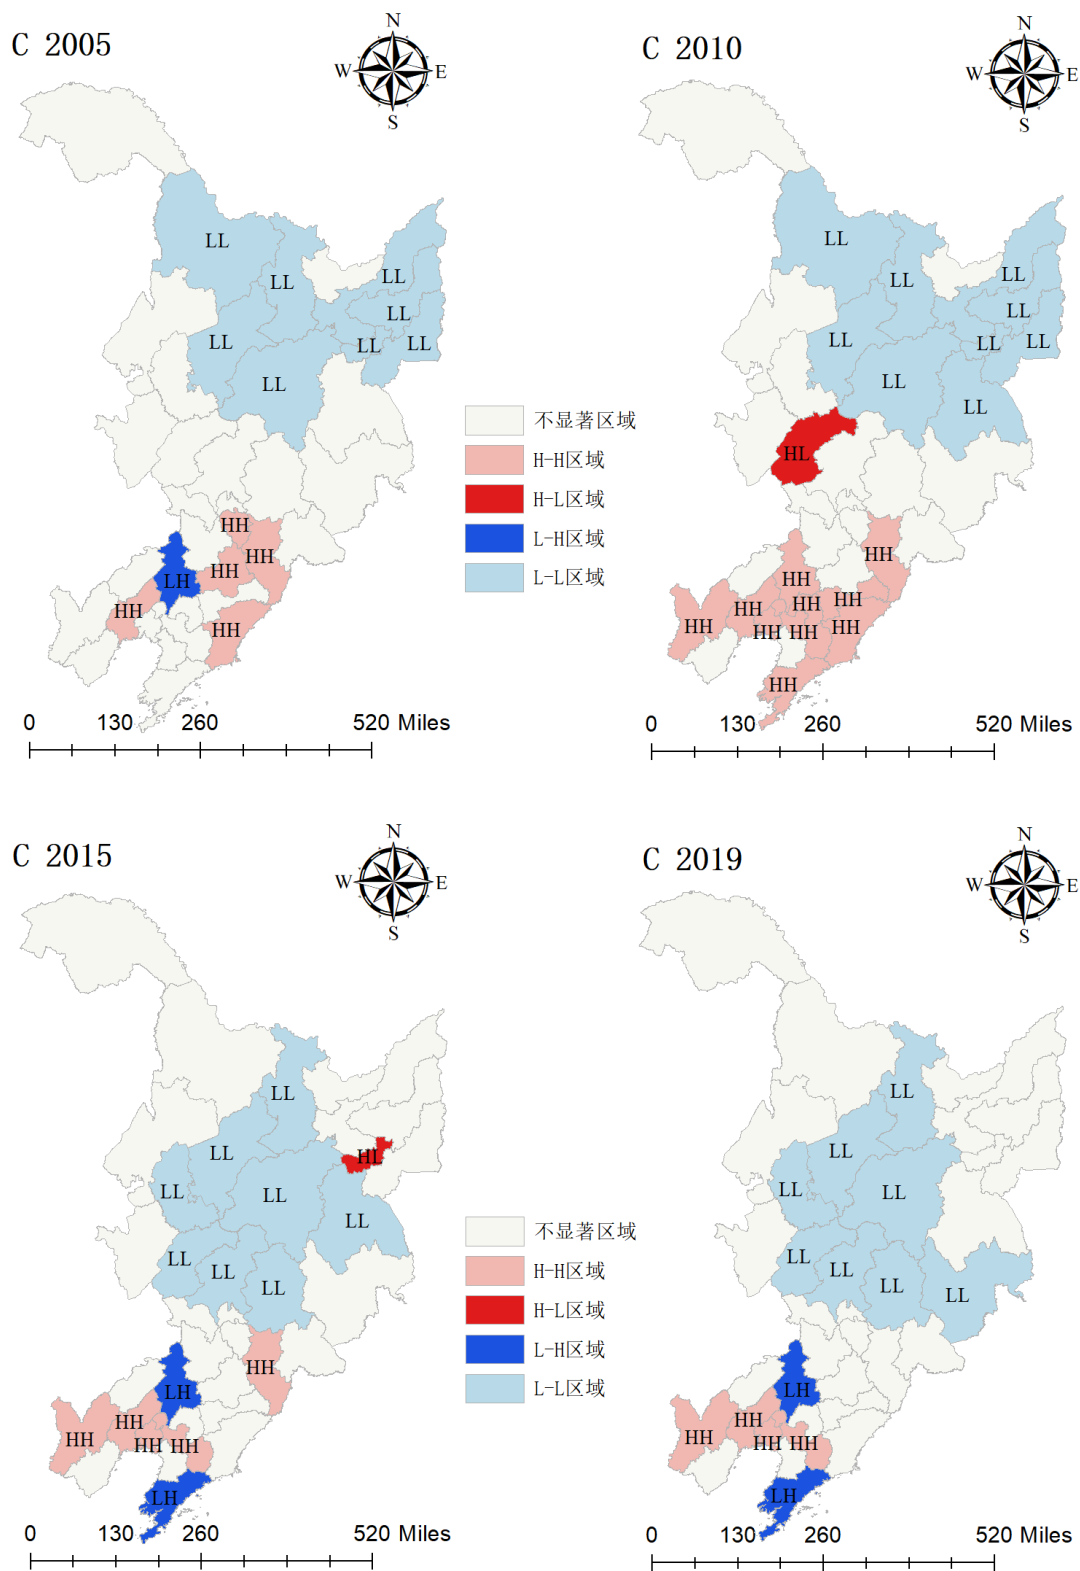 C 2005
N
W
E
S
LL
LL
LL
LL
LL
LL
LL
LL
HH
HH
HH
LH
HH
HH
0
130
260
520 Miles
C 2010
N
W
E
S
LL
LL
LL
LL
LL
LL
LL
LL
LL
HL
HH
HH
HH
HH
HH
HH
HH
HH
HH
HH
0
130
260
520 Miles
不显著区域
H-H区域
H-L区域
L-H区域
L-L区域
C 2015
N
W
E
S
LL
LL
HL
LL
LL
LL
LL
LL
LL
HH
LH
HH
HH
HH
HH
LH
0
130
260
520 Miles
C 2019
N
W
E
S
LL
LL
LL
LL
LL
LL
LL
LL
LH
HH
HH
HH
HH
LH
0
130
260
520 Miles
不显著区域
H-H区域
H-L区域
L-H区域
L-L区域